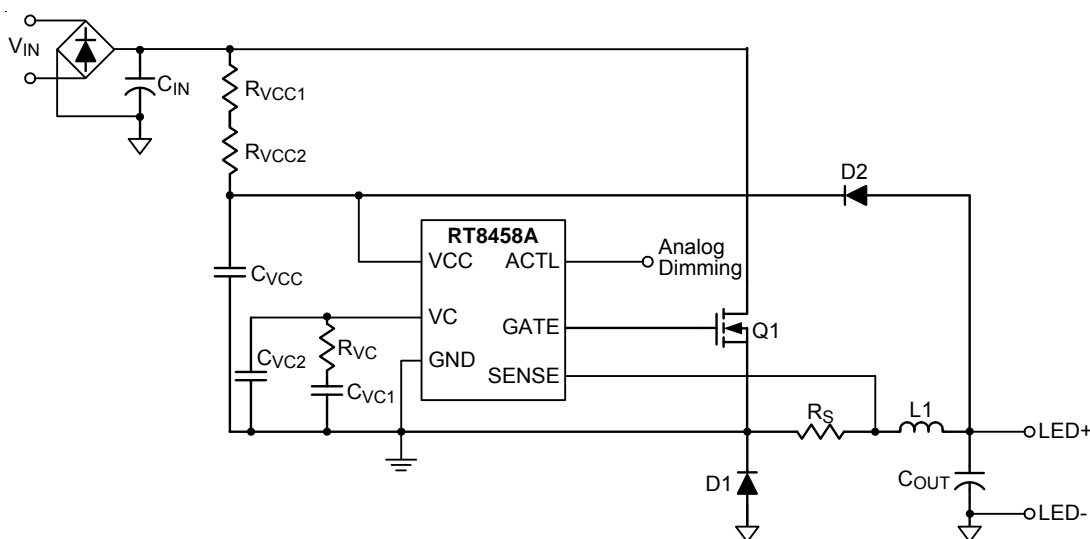 VIN
CIN
RVCC1
RVCC2
D2
RT8458A
VCC
ACTL
Analog
Dimming
CVCC
VC
GATE
Q1
CVC2
RVC
GND
CVC1
SENSE
RS
L1
LED+
D1
COUT
LED-